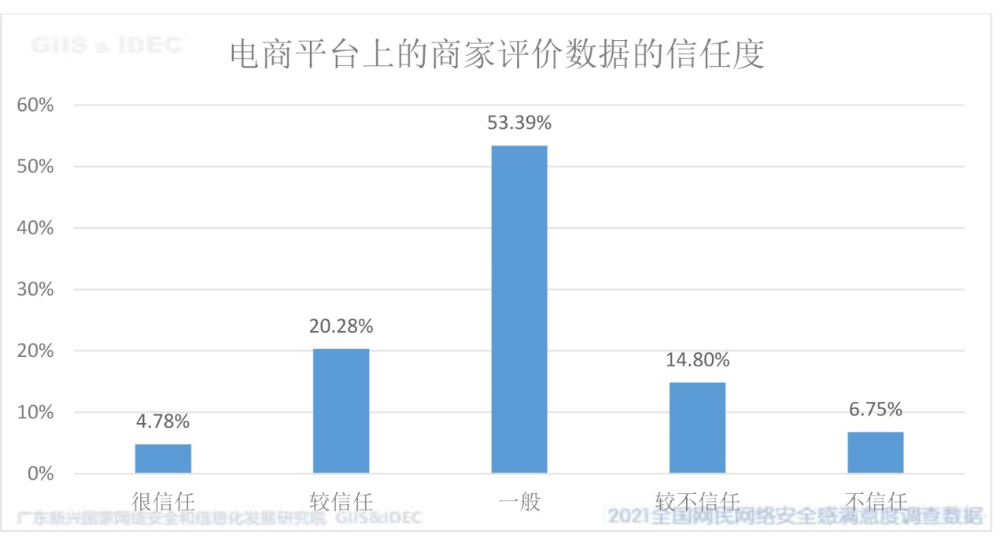 GIIS & IDEC
电商平台上的商家评价数据的信任度
60%
53.39%
50%
40%
30%
20.28%
20%
14.80%
10%
4.78%
6.75%
0%
很信任 较信任 一般 较不信任 不信任
广东新兴国家网络安全和信息化发展研究院 GIIS&IDEC
2021全国网民网络安全感满意度调查数据